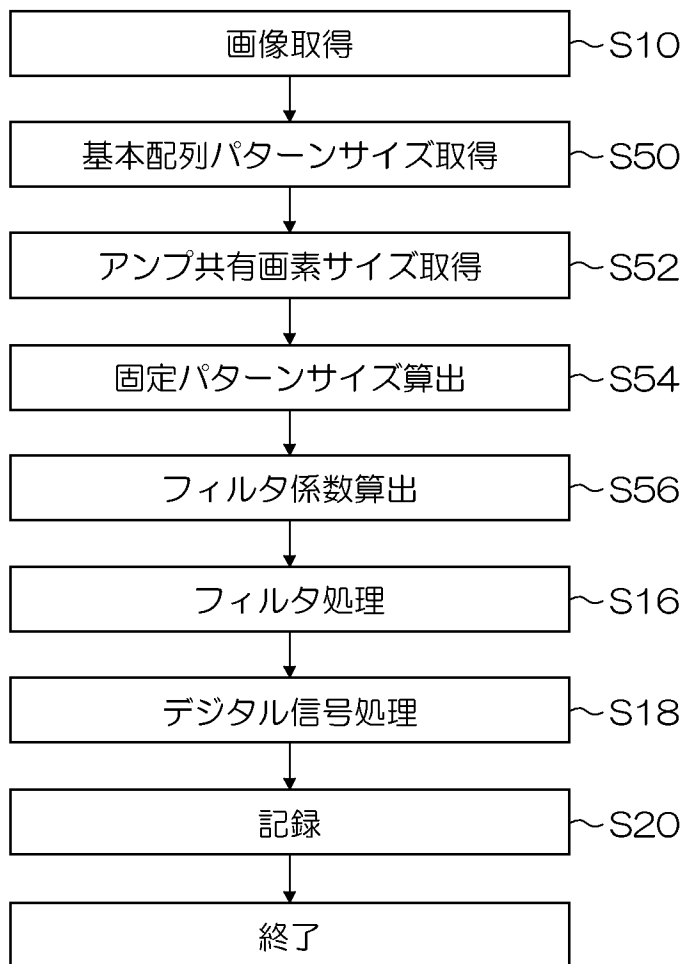 画像取得 S10
基本配列パターンサイズ取得 S50
アンプ共有画素サイズ取得 S52
固定パターンサイズ算出 S54
フィルタ係数算出 S56
フィルタ処理 S16
デジタル信号処理 S18
記録 S20
終了